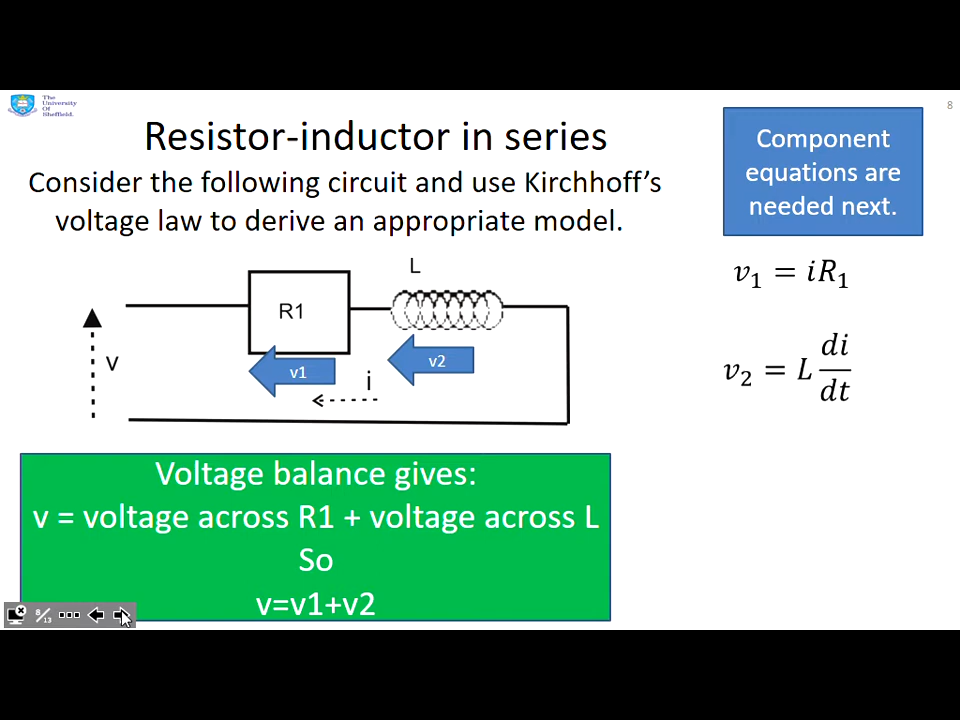 The
University
Of
Sheffield.
8
Resistor-inductor in series
Consider the following circuit and use Kirchhoff's
voltage law to derive an appropriate model.
Component
equations are
needed next.
v₁ = iR₁
v₂ = L di/dt
L
R1
v
v1
v2
i
Voltage balance gives:
v = voltage across R1 + voltage across L
So
v=v1+v2
8/13